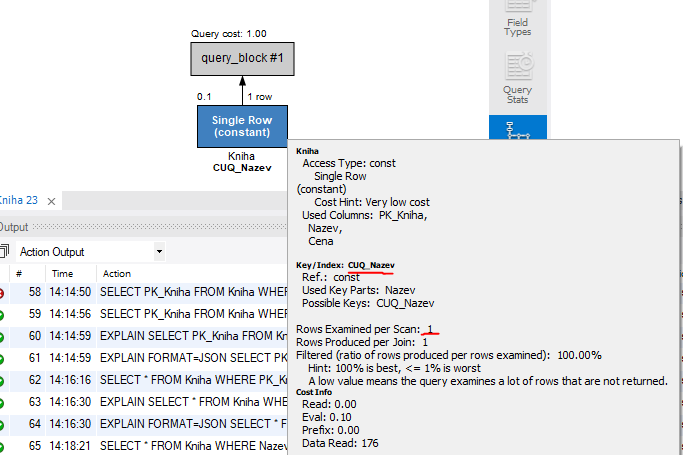 Field
Types
Query
Stats
Query cost: 1.00
query_block #1
0.1 1 row
Single Row
(constant)
Kniha
CUQ_Nazev
Kniha
Access Type: const
Single Row
(constant)
Cost Hint: Very low cost
Used Columns: PK_Kniha,
Nazev,
Cena
Key/Index: CUQ_Nazev
Ref.: const
Used Key Parts: Nazev
Possible Keys: CUQ_Nazev
Rows Examined per Scan: 1
Rows Produced per Join: 1
Filtered (ratio of rows produced per rows examined): 100.00%
Hint: 100% is best, <= 1% is worst
A low value means the query examines a lot of rows that are not returned.
Cost Info
Read: 0.00
Eval: 0.10
Prefix: 0.00
Data Read: 176
Kniha 23 ×
Output
Action Output
# Time Action
58 14:14:50 SELECT PK_Kniha FROM Kniha WHERE
59 14:14:56 SELECT PK_Kniha FROM Kniha WHERE
60 14:14:59 EXPLAIN SELECT PK_Kniha FROM Kni
61 14:14:59 EXPLAIN FORMAT=JSON SELECT PK
62 14:16:16 SELECT * FROM Kniha WHERE PK_Kn
63 14:16:30 EXPLAIN SELECT * FROM Kniha WHE
64 14:16:30 EXPLAIN FORMAT=JSON SELECT * F
65 14:18:21 SELECT * FROM Kniha WHERE Nazev